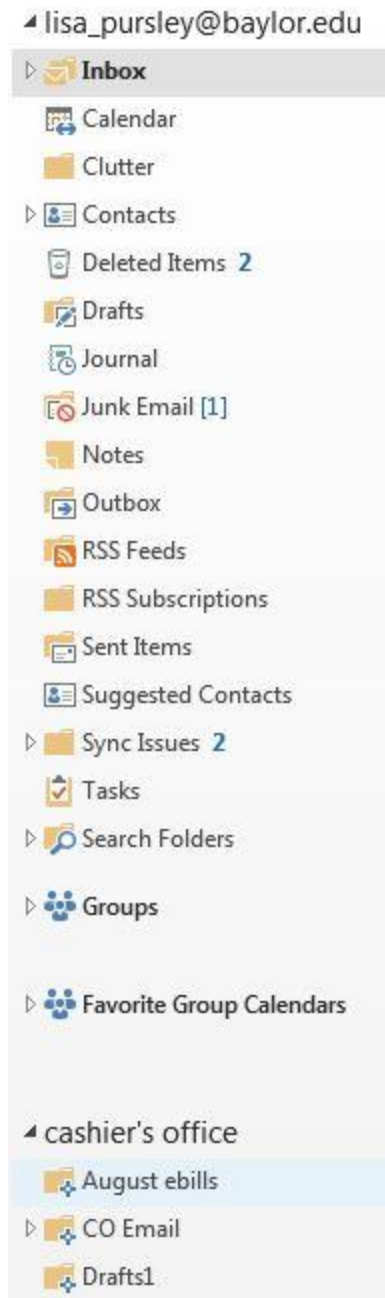 lisa_pursley@baylor.edu
Inbox
Calendar
Clutter
Contacts
Deleted Items 2
Drafts
Journal
Junk Email [1]
Notes
Outbox
RSS Feeds
RSS Subscriptions
Sent Items
Suggested Contacts
Sync Issues 2
Tasks
Search Folders
Groups
Favorite Group Calendars
cashier's office
August ebills
CO Email
Drafts1